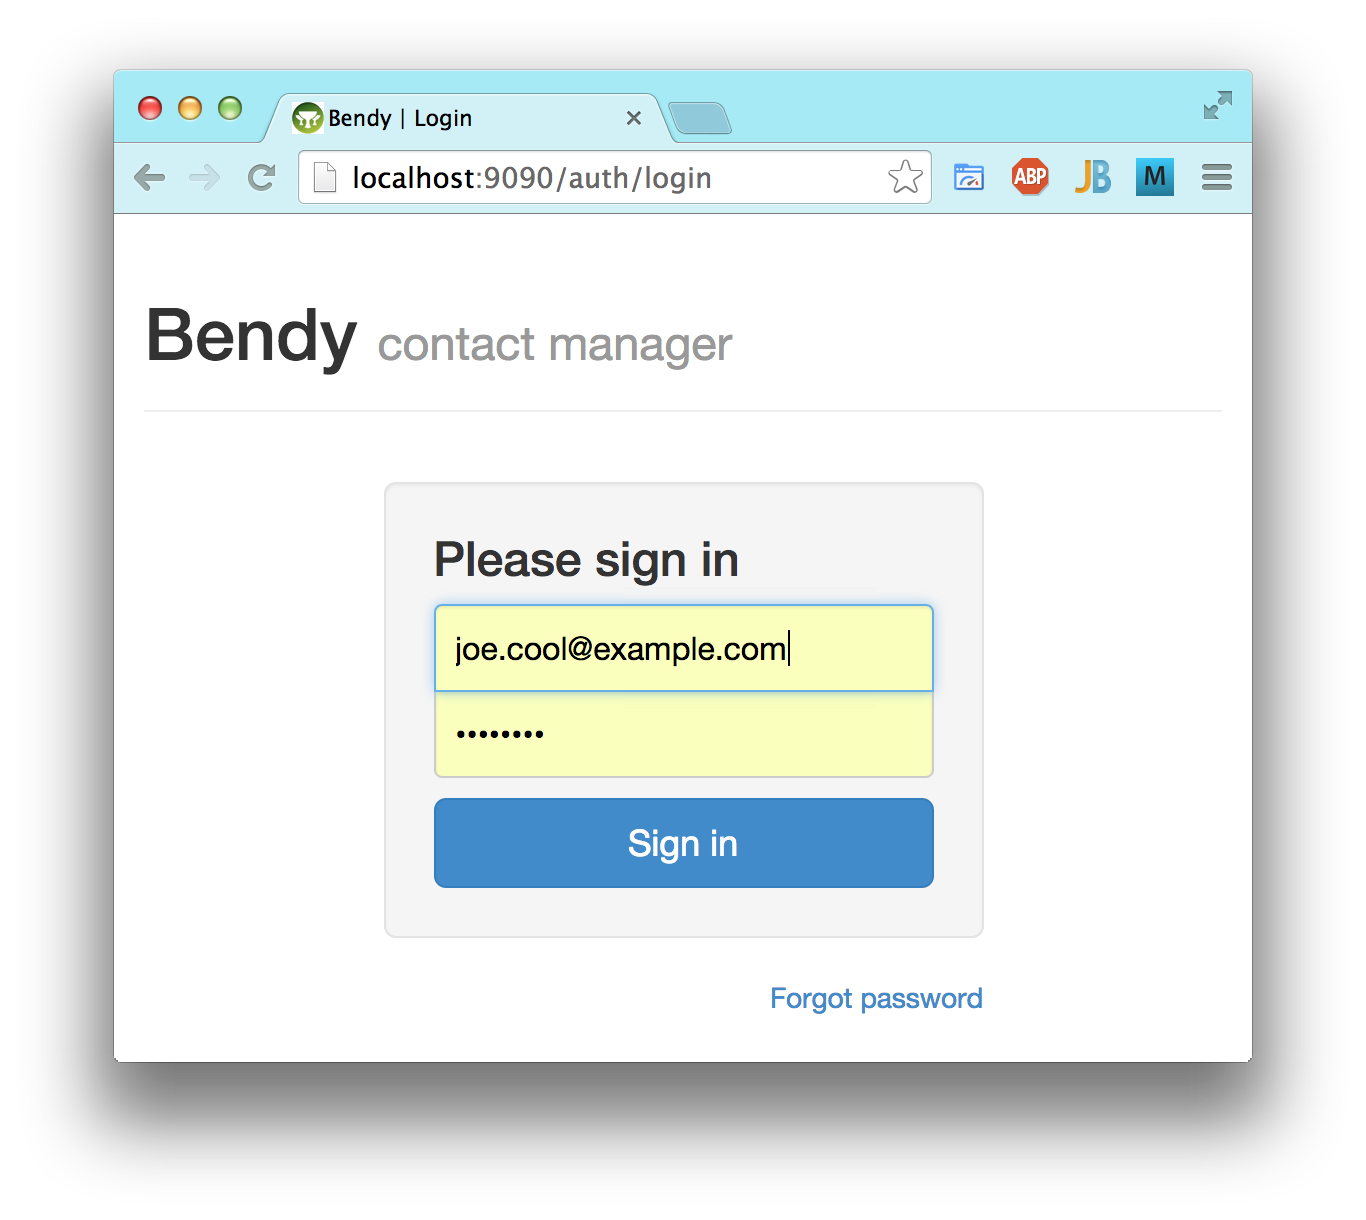 Bendy | Login
localhost:9090/auth/login
ABP
JB
M
Bendy contact manager
Please sign in
joe.cool@example.com
••••••••
Sign in
Forgot password